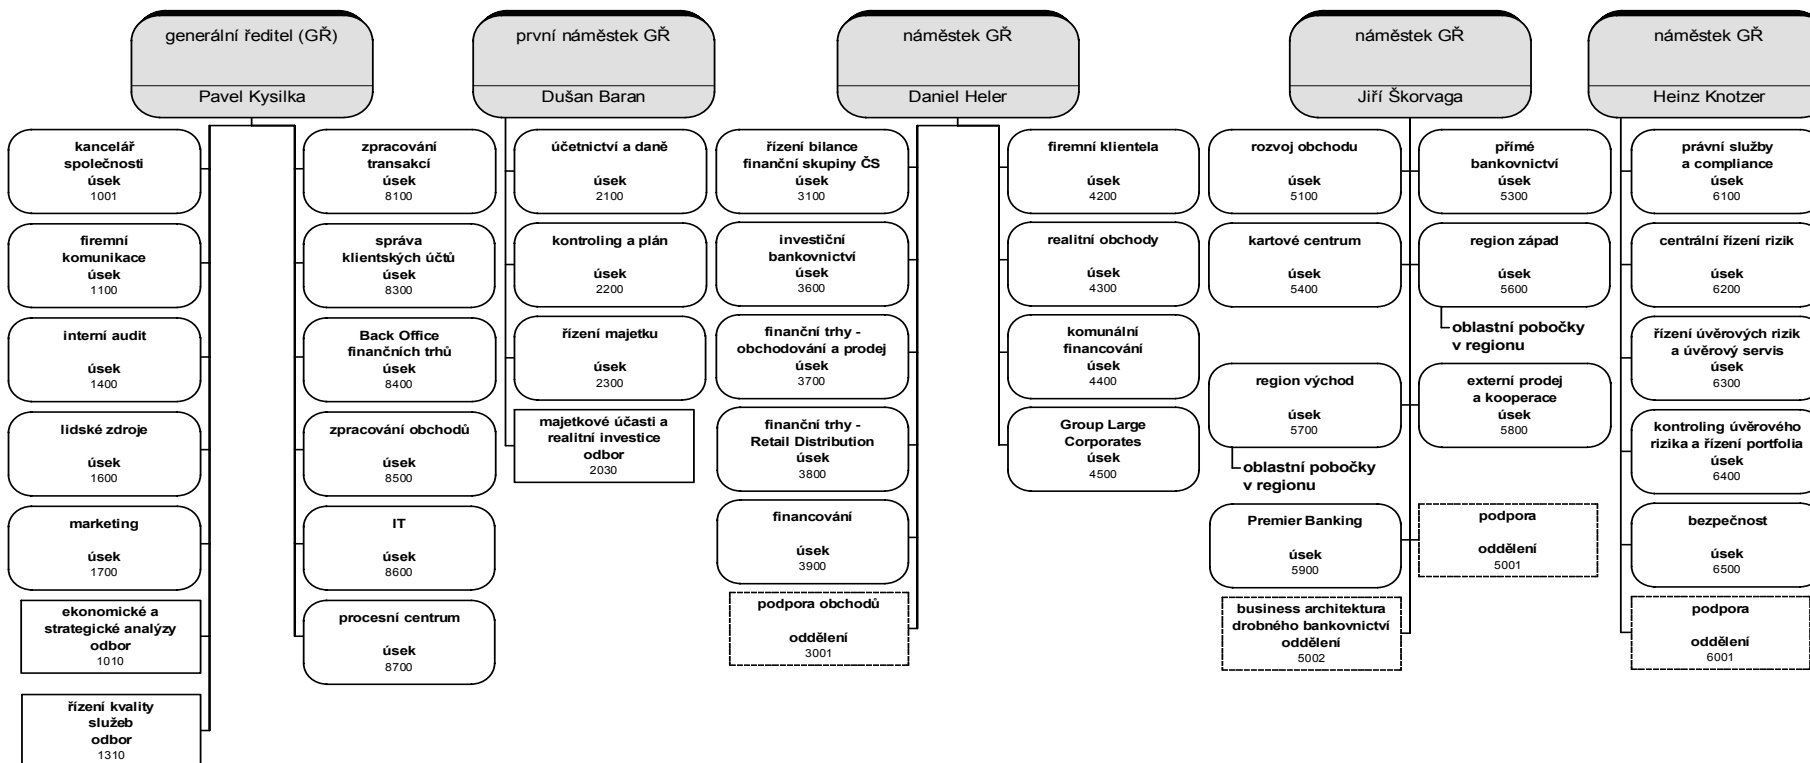 generální ředitel (GŘ)
Pavel Kysilka
kancelář
společnosti
úsek
1001
firemní
komunikace
úsek
1100
interní audit
úsek
1400
lidské zdroje
úsek
1600
marketing
úsek
1700
ekonomické a
strategické analýzy
odbor
1010
řízení kvality
služeb
odbor
1310
zpracování
transakcí
úsek
8100
správa
klientských účtů
úsek
8300
Back Office
finančních trhů
úsek
8400
zpracování obchodů
úsek
8500
IT
úsek
8600
procesní centrum
úsek
8700
první náměstek GŘ
Dušan Baran
účetnictví a daně
úsek
2100
kontroling a plán
úsek
2200
řízení majetku
úsek
2300
majetkové účasti a
realitní investice
odbor
2030
náměstek GŘ
Daniel Heler
řízení bilance
finanční skupiny ČS
úsek
3100
investiční
bankovnictví
úsek
3600
finanční trhy -
obchodování a prodej
úsek
3700
finanční trhy -
Retail Distribution
úsek
3800
financování
úsek
3900
podpora obchodů
oddělení
3001
firemní klientela
úsek
4200
realitní obchody
úsek
4300
komunální
financování
úsek
4400
Group Large
Corporates
úsek
4500
náměstek GŘ
Jiří Škorvaga
rozvoj obchodu
úsek
5100
kartové centrum
úsek
5400
region východ
úsek
5700
oblastní pobočky
v regionu
Premier Banking
úsek
5900
business architektura
drobného bankovnictví
oddělení
5002
přímé
bankovnictví
úsek
5300
region západ
úsek
5600
oblastní pobočky
v regionu
externí prodej
a kooperace
úsek
5800
podpora
oddělení
5001
náměstek GŘ
Heinz Knotzer
právní služby
a compliance
úsek
6100
centrální řízení rizik
úsek
6200
řízení úvěrových rizik
a úvěrový servis
úsek
6300
kontroling úvěrového
rizika a řízení portfolia
úsek
6400
bezpečnost
úsek
6500
podpora
oddělení
6001